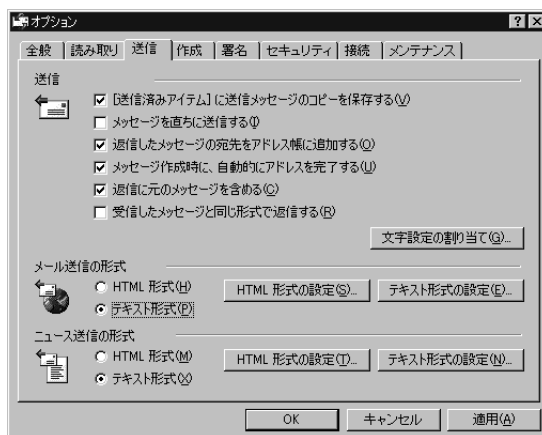 オプション
全般 読み取り 送信 作成 署名 セキュリティ 接続 メンテナンス
送信
[送信済みアイテム] に送信メッセージのコピーを保存する(V)
メッセージを直ちに送信する(I)
返信したメッセージの宛先をアドレス帳に追加する(O)
メッセージ作成時に、自動的にアドレスを完了する(U)
返信に元のメッセージを含める(C)
受信したメッセージと同じ形式で返信する(R)
文字設定の割り当て(G)...
メール送信の形式
HTML 形式(H) HTML 形式の設定(S)... テキスト形式の設定(E)...
テキスト形式(P)
ニュース送信の形式
HTML 形式(M) HTML 形式の設定(T)... テキスト形式の設定(N)...
テキスト形式(X)
OK キャンセル 適用(A)